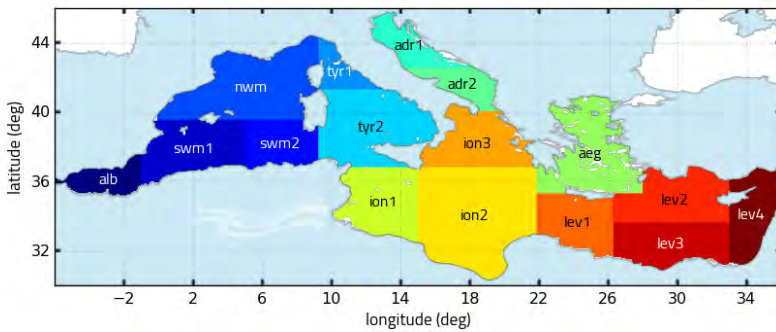 44
40
36
32
latitude (deg)
adr1
tyr1
nwm
adr2
tyr2
swm1
swm2
ion3
aeg
alb
ion1
ion2
lev1
lev2
lev3
lev4
−2
2
6
10
14
18
22
26
30
34
longitude (deg)